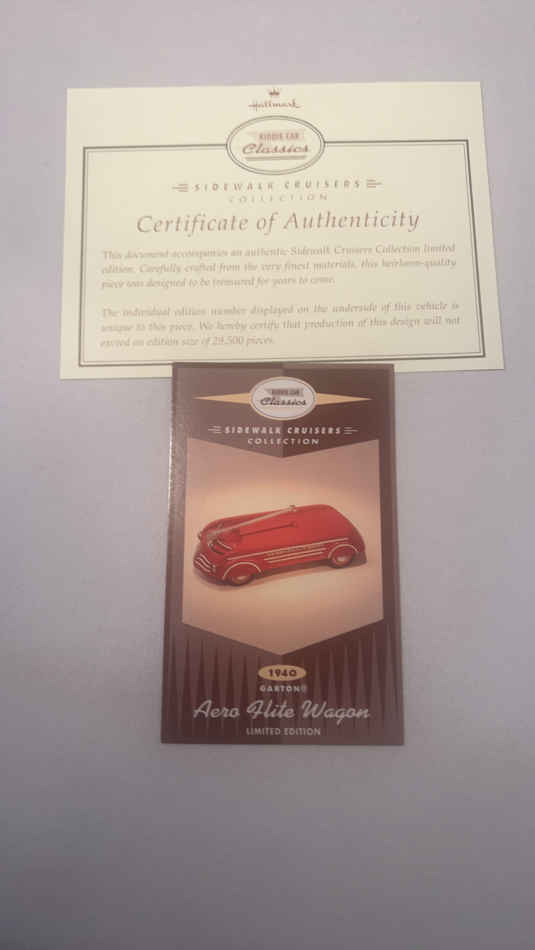 Hallmark
KIDDIE CAR
Classics
SIDEWALK CRUISERS
COLLECTION
Certificate of Authenticity
This document accompanies an authentic Sidewalk Cruisers Collection limited
edition. Carefully crafted from the very finest materials, this heirloom-quality
piece was designed to be treasured for years to come.
The individual edition number displayed on the underside of this vehicle is
unique to this piece. We hereby certify that production of this design will not
exceed an edition size of 29,500 pieces.
KIDDIE CAR
Classics
SIDEWALK CRUISERS
COLLECTION
1940
GARTON®
Aero Flite Wagon
LIMITED EDITION